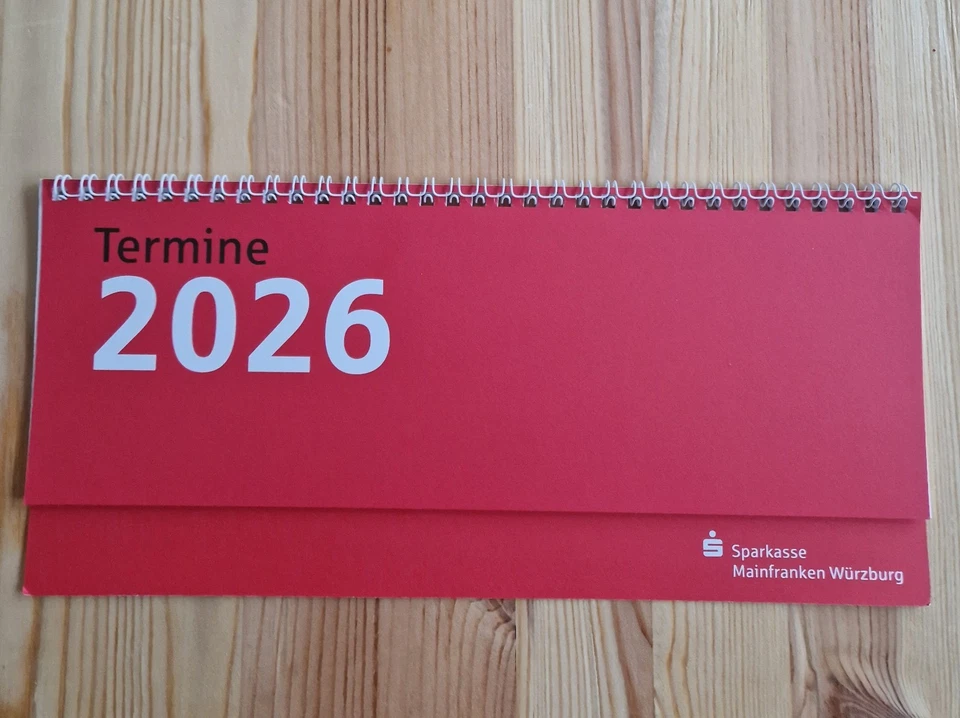 Termine
2026
Sparkasse
Mainfranken Würzburg